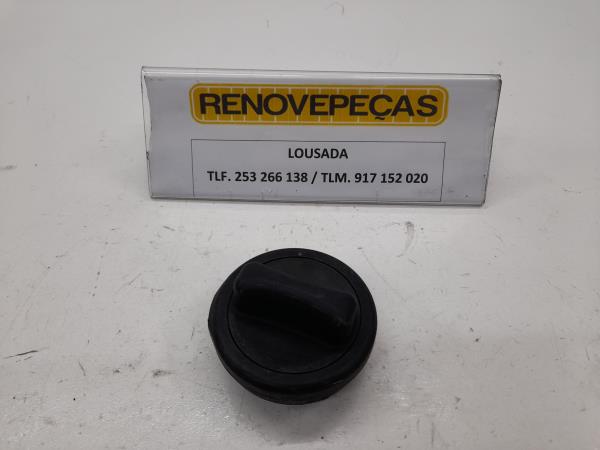 RENOVEPEÇAS
LOUSADA
TLF. 253 266 138 / TLM. 917 152 020